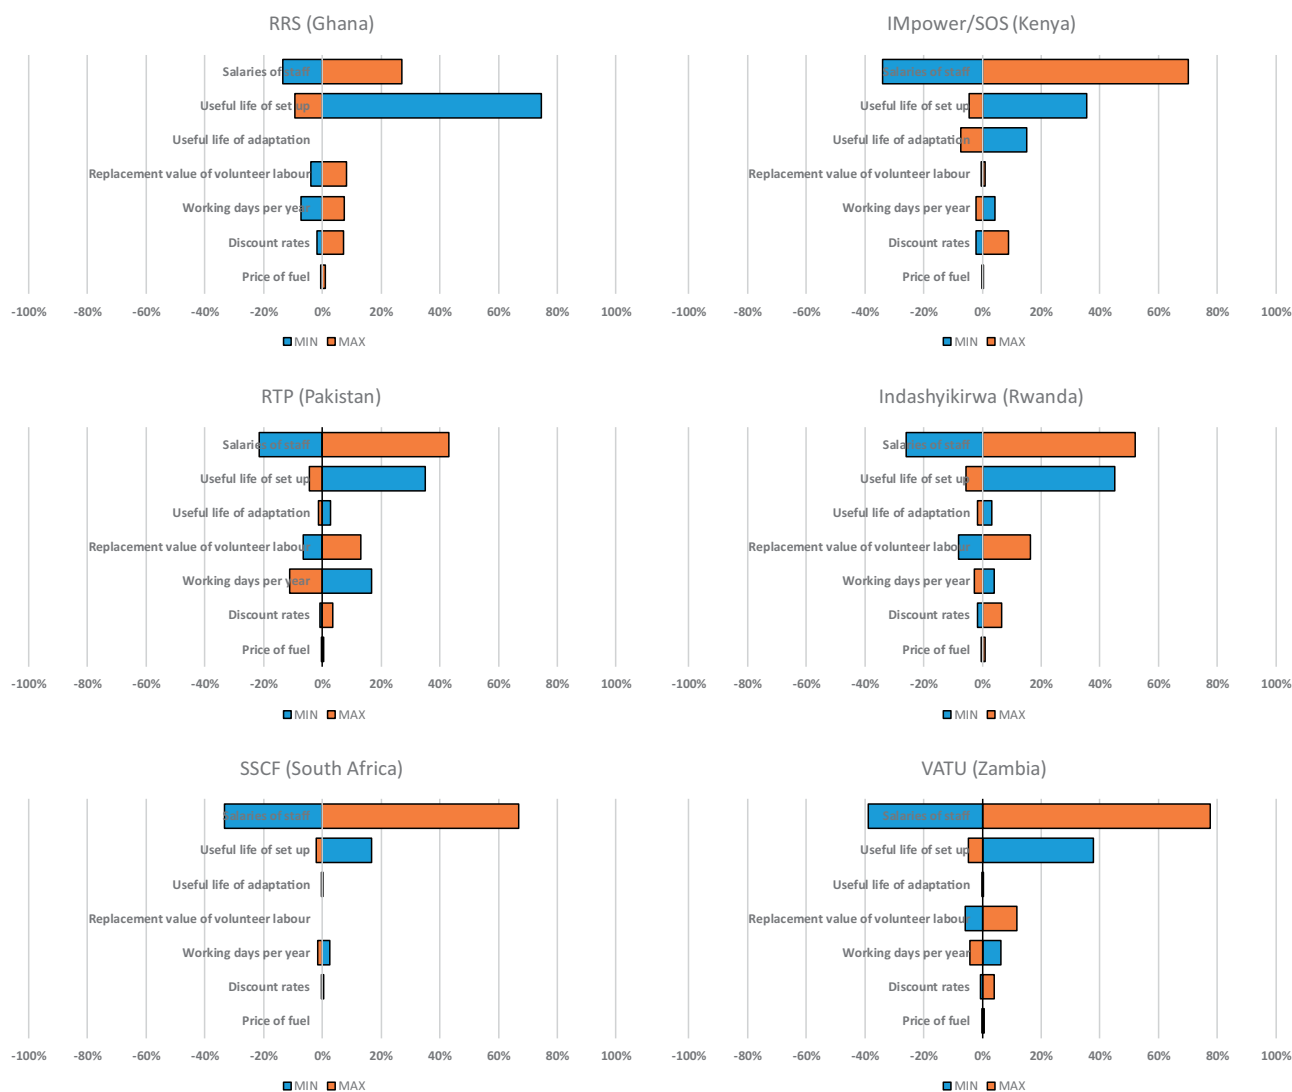 RRS (Ghana)
Salaries of staff
Useful life of set up
Useful life of adaptation
Replacement value of volunteer labour
Working days per year
Discount rates
Price of fuel
-100% -80% -60% -40% -20% 0% 20% 40% 60% 80% 100%
MIN MAX
IMpower/SOS (Kenya)
Salaries of staff
Useful life of set up
Useful life of adaptation
Replacement value of volunteer labour
Working days per year
Discount rates
Price of fuel
-100% -80% -60% -40% -20% 0% 20% 40% 60% 80% 100%
MIN MAX
RTP (Pakistan)
Salaries of staff
Useful life of set up
Useful life of adaptation
Replacement value of volunteer labour
Working days per year
Discount rates
Price of fuel
-100% -80% -60% -40% -20% 0% 20% 40% 60% 80% 100%
MIN MAX
Indashyikirwa (Rwanda)
Salaries of staff
Useful life of set up
Useful life of adaptation
Replacement value of volunteer labour
Working days per year
Discount rates
Price of fuel
-100% -80% -60% -40% -20% 0% 20% 40% 60% 80% 100%
MIN MAX
SSCF (South Africa)
Salaries of staff
Useful life of set up
Useful life of adaptation
Replacement value of volunteer labour
Working days per year
Discount rates
Price of fuel
-100% -80% -60% -40% -20% 0% 20% 40% 60% 80% 100%
MIN MAX
VATU (Zambia)
Salaries of staff
Useful life of set up
Useful life of adaptation
Replacement value of volunteer labour
Working days per year
Discount rates
Price of fuel
-100% -80% -60% -40% -20% 0% 20% 40% 60% 80% 100%
MIN MAX